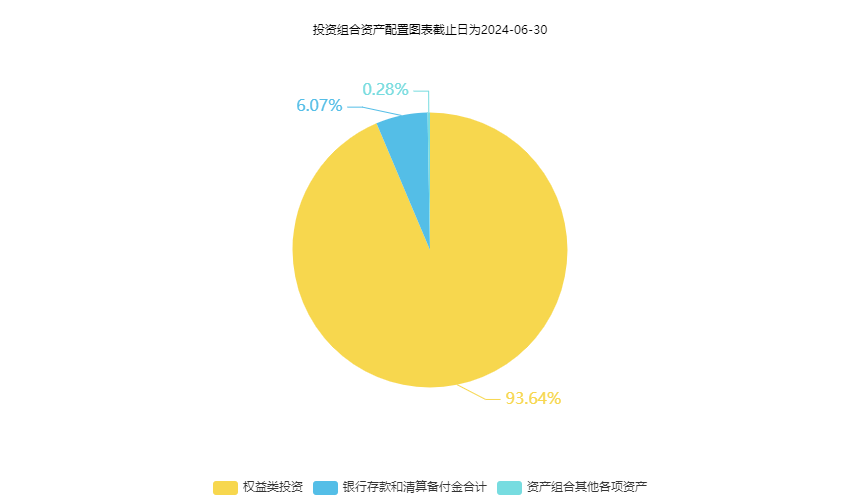 投资组合资产配置图表截止日为2024-06-30
0.28%
6.07%
93.64%
权益类投资 银行存款和清算备付金合计 资产组合其他各项资产